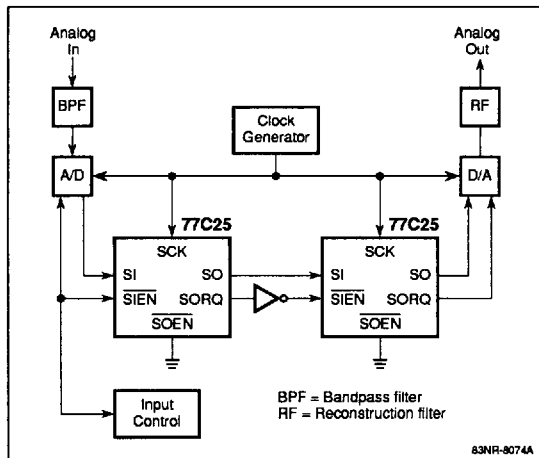 Analog
In
Analog
Out
BPF
RF
Clock
Generator
A/D
D/A
77C25
77C25
SCK
SCK
SI
SO
SI
SO
SIEN
SORQ
SIEN
SORQ
SOEN
SOEN
Input
Control
BPF = Bandpass filter
RF = Reconstruction filter
83NR-8074A